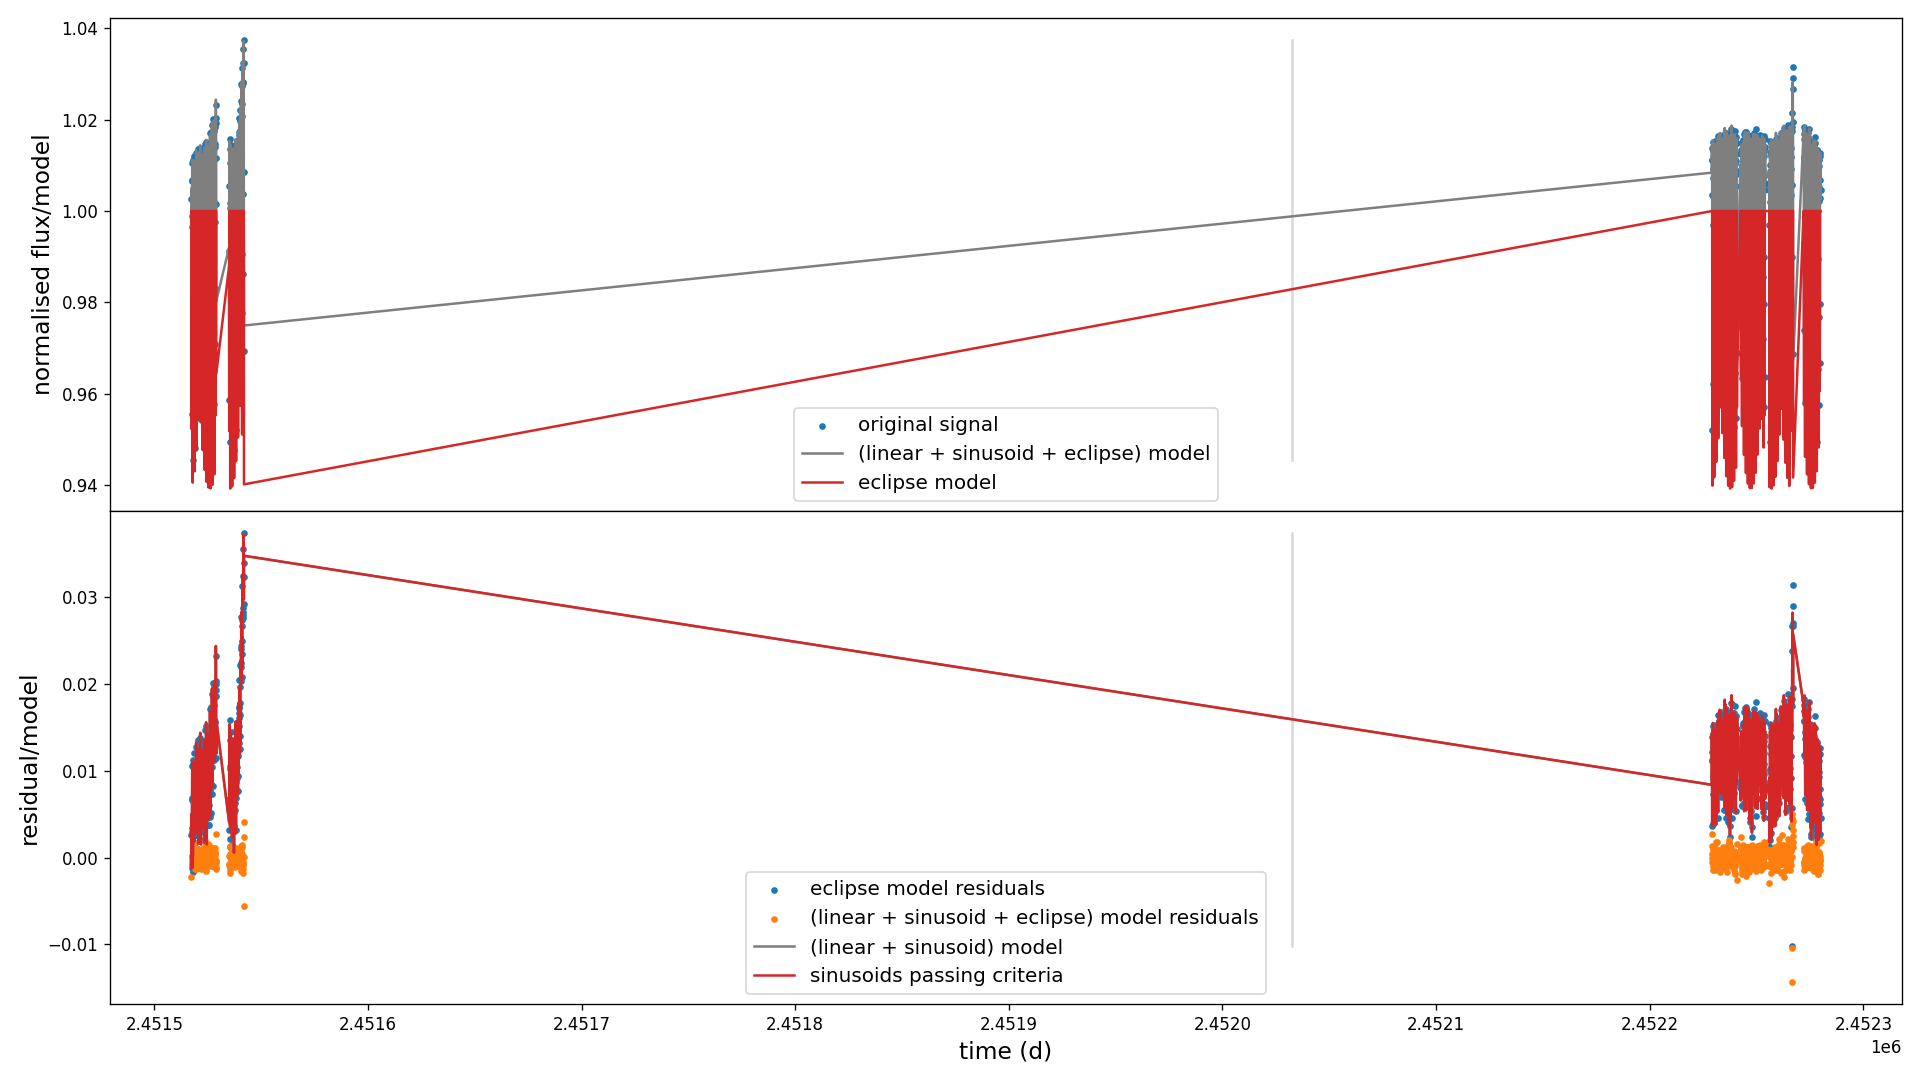 1.04
1.02
1.00
0.98
0.96
0.94
normalised flux/model
original signal
(linear + sinusoid + eclipse) model
eclipse model
0.03
0.02
0.01
0.00
−0.01
residual/model
eclipse model residuals
(linear + sinusoid + eclipse) model residuals
(linear + sinusoid) model
sinusoids passing criteria
2.4515 2.4516 2.4517 2.4518 2.4519 2.4520 2.4521 2.4522 2.4523
1e6
time (d)